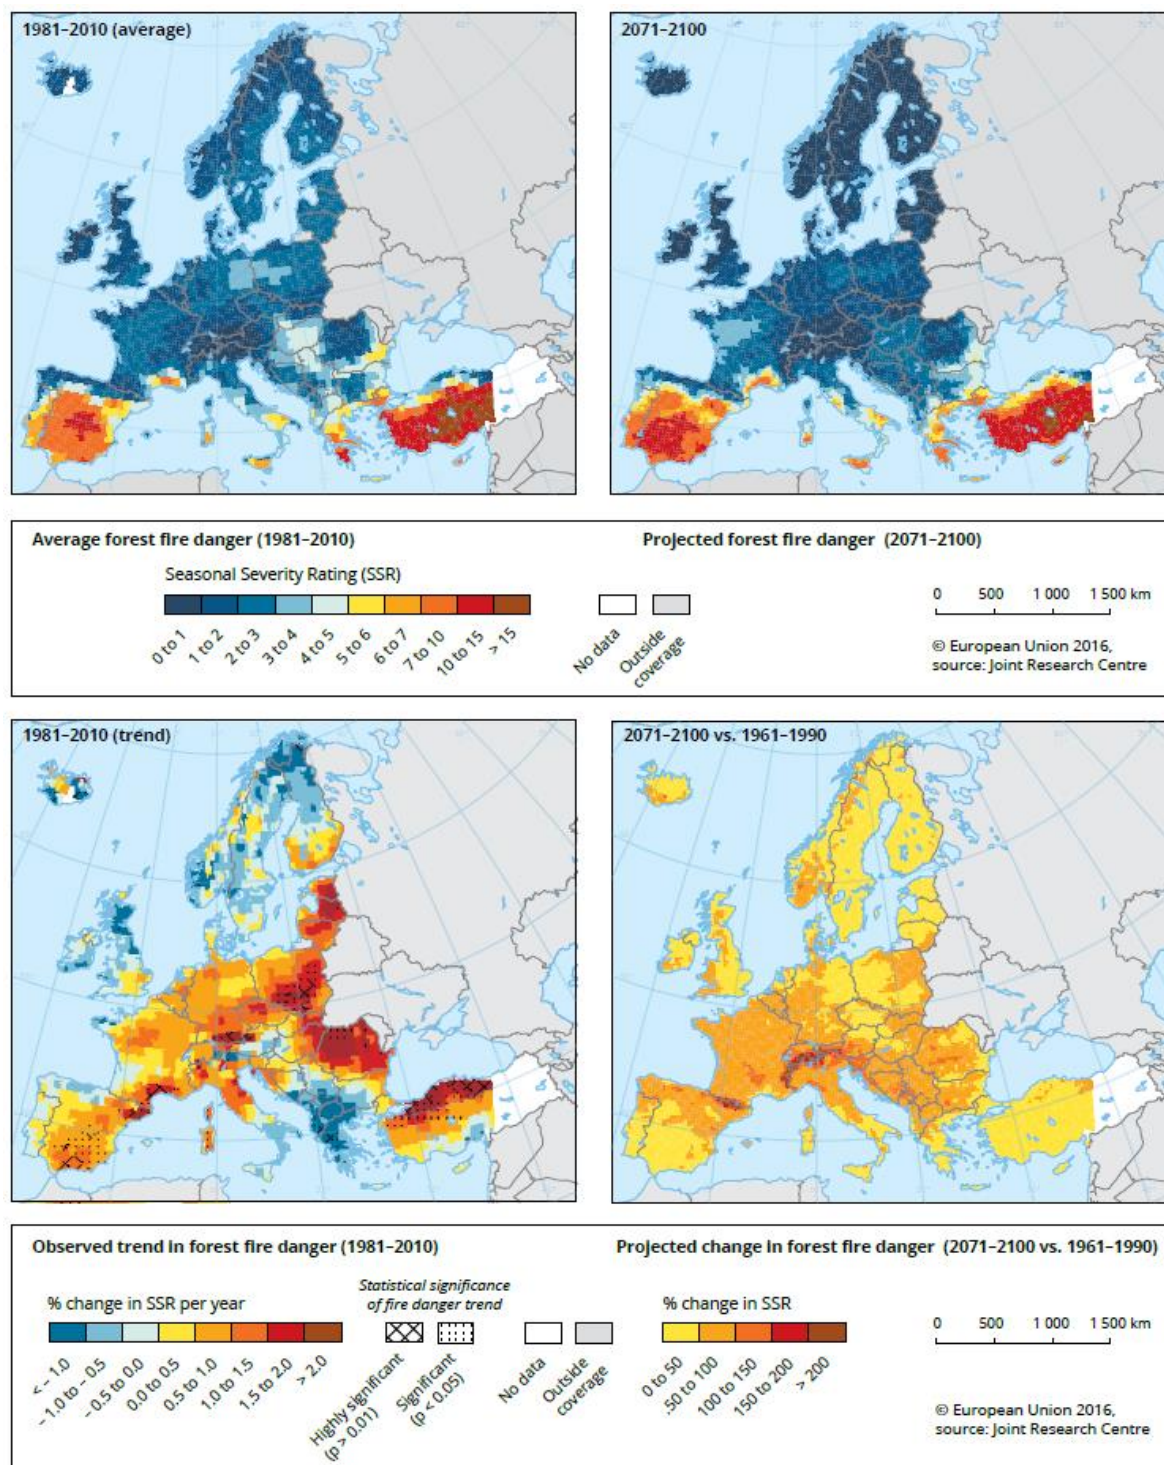 1981–2010 (average)
2071–2100
Average forest fire danger (1981–2010)
Projected forest fire danger (2071–2100)
Seasonal Severity Rating (SSR)
0 to 1
1 to 2
2 to 3
3 to 4
4 to 5
5 to 6
6 to 7
7 to 10
10 to 15
> 15
No data
Outside
coverage
0 500 1 000 1 500 km
© European Union 2016,
source: Joint Research Centre
1981–2010 (trend)
2071–2100 vs. 1961–1990
Observed trend in forest fire danger (1981–2010)
Projected change in forest fire danger (2071–2100 vs. 1961–1990)
% change in SSR per year
< – 1.0
– 1.0 to – 0.5
– 0.5 to 0.0
0.0 to 0.5
0.5 to 1.0
1.0 to 1.5
1.5 to 2.0
> 2.0
Statistical significance
of fire danger trend
Highly significant
(p > 0.01)
Significant
(p < 0.05)
No data
Outside
coverage
% change in SSR
0 to 50
.50 to 100
100 to 150
150 to 200
> 200
0 500 1 000 1 500 km
© European Union 2016,
source: Joint Research Centre